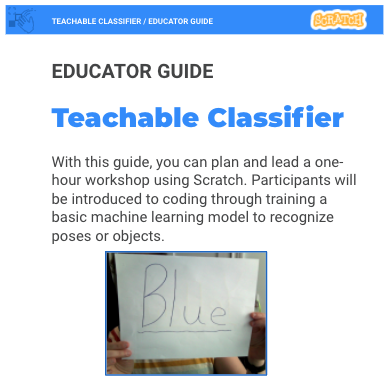 TEACHABLE CLASSIFIER / EDUCATOR GUIDE
SCRATCH
EDUCATOR GUIDE
Teachable Classifier
With this guide, you can plan and lead a one-
hour workshop using Scratch. Participants will
be introduced to coding through training a
basic machine learning model to recognize
poses or objects.
Blue